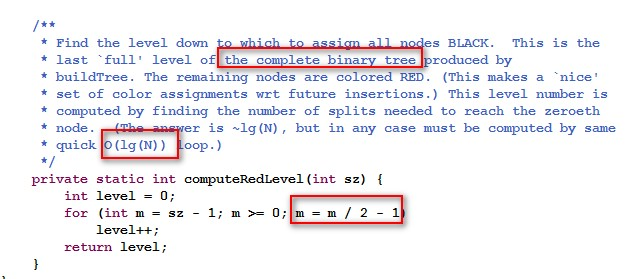 /**
* Find the level down to which to assign all nodes BLACK.  This is the
* last `full' level of the complete binary tree produced by
* buildTree. The remaining nodes are colored RED. (This makes a `nice'
* set of color assignments wrt future insertions.) This level number is
* computed by finding the number of splits needed to reach the zeroeth
* node.  (The answer is ~lg(N), but in any case must be computed by same
* quick O(lg(N)) loop.)
*/
private static int computeRedLevel(int sz) {
int level = 0;
for (int m = sz - 1; m >= 0; m = m / 2 - 1)
level++;
return level;
}